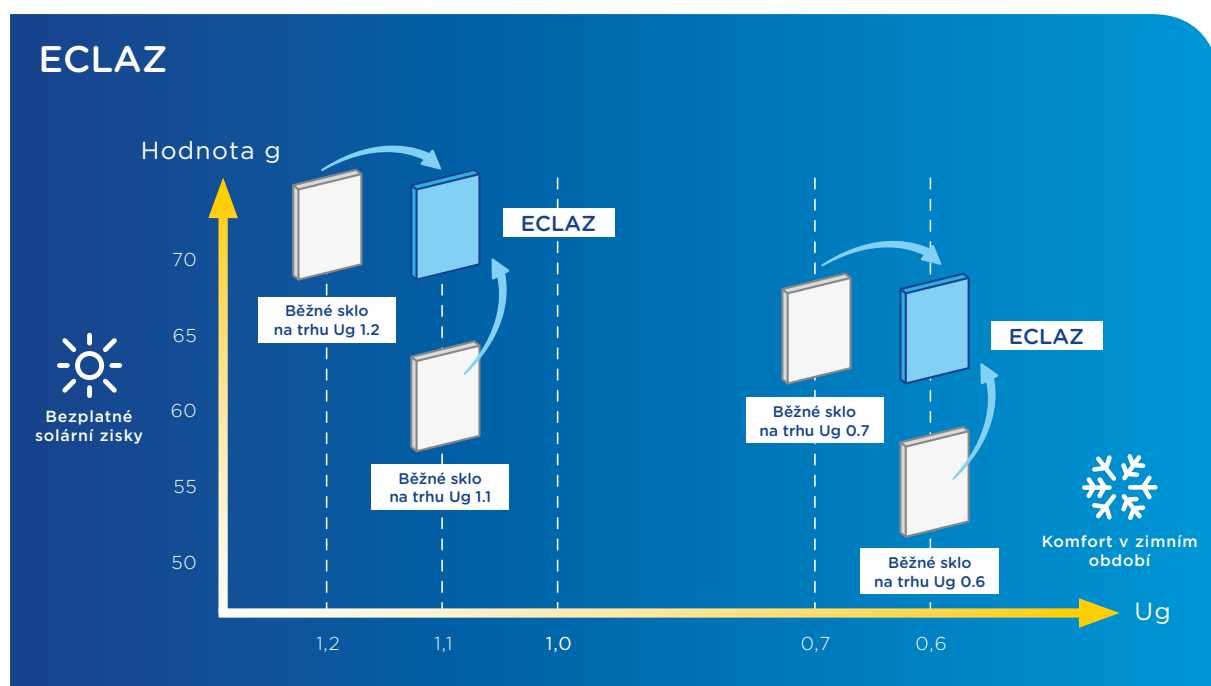 ECLAZ
Hodnota g
70
65
60
55
50
Bezplatné
solární zisky
Běžné sklo
na trhu Ug 1.2
ECLAZ
Běžné sklo
na trhu Ug 1.1
Běžné sklo
na trhu Ug 0.7
ECLAZ
Běžné sklo
na trhu Ug 0.6
Komfort v zimním
období
Ug
1,2
1,1
1,0
0,7
0,6